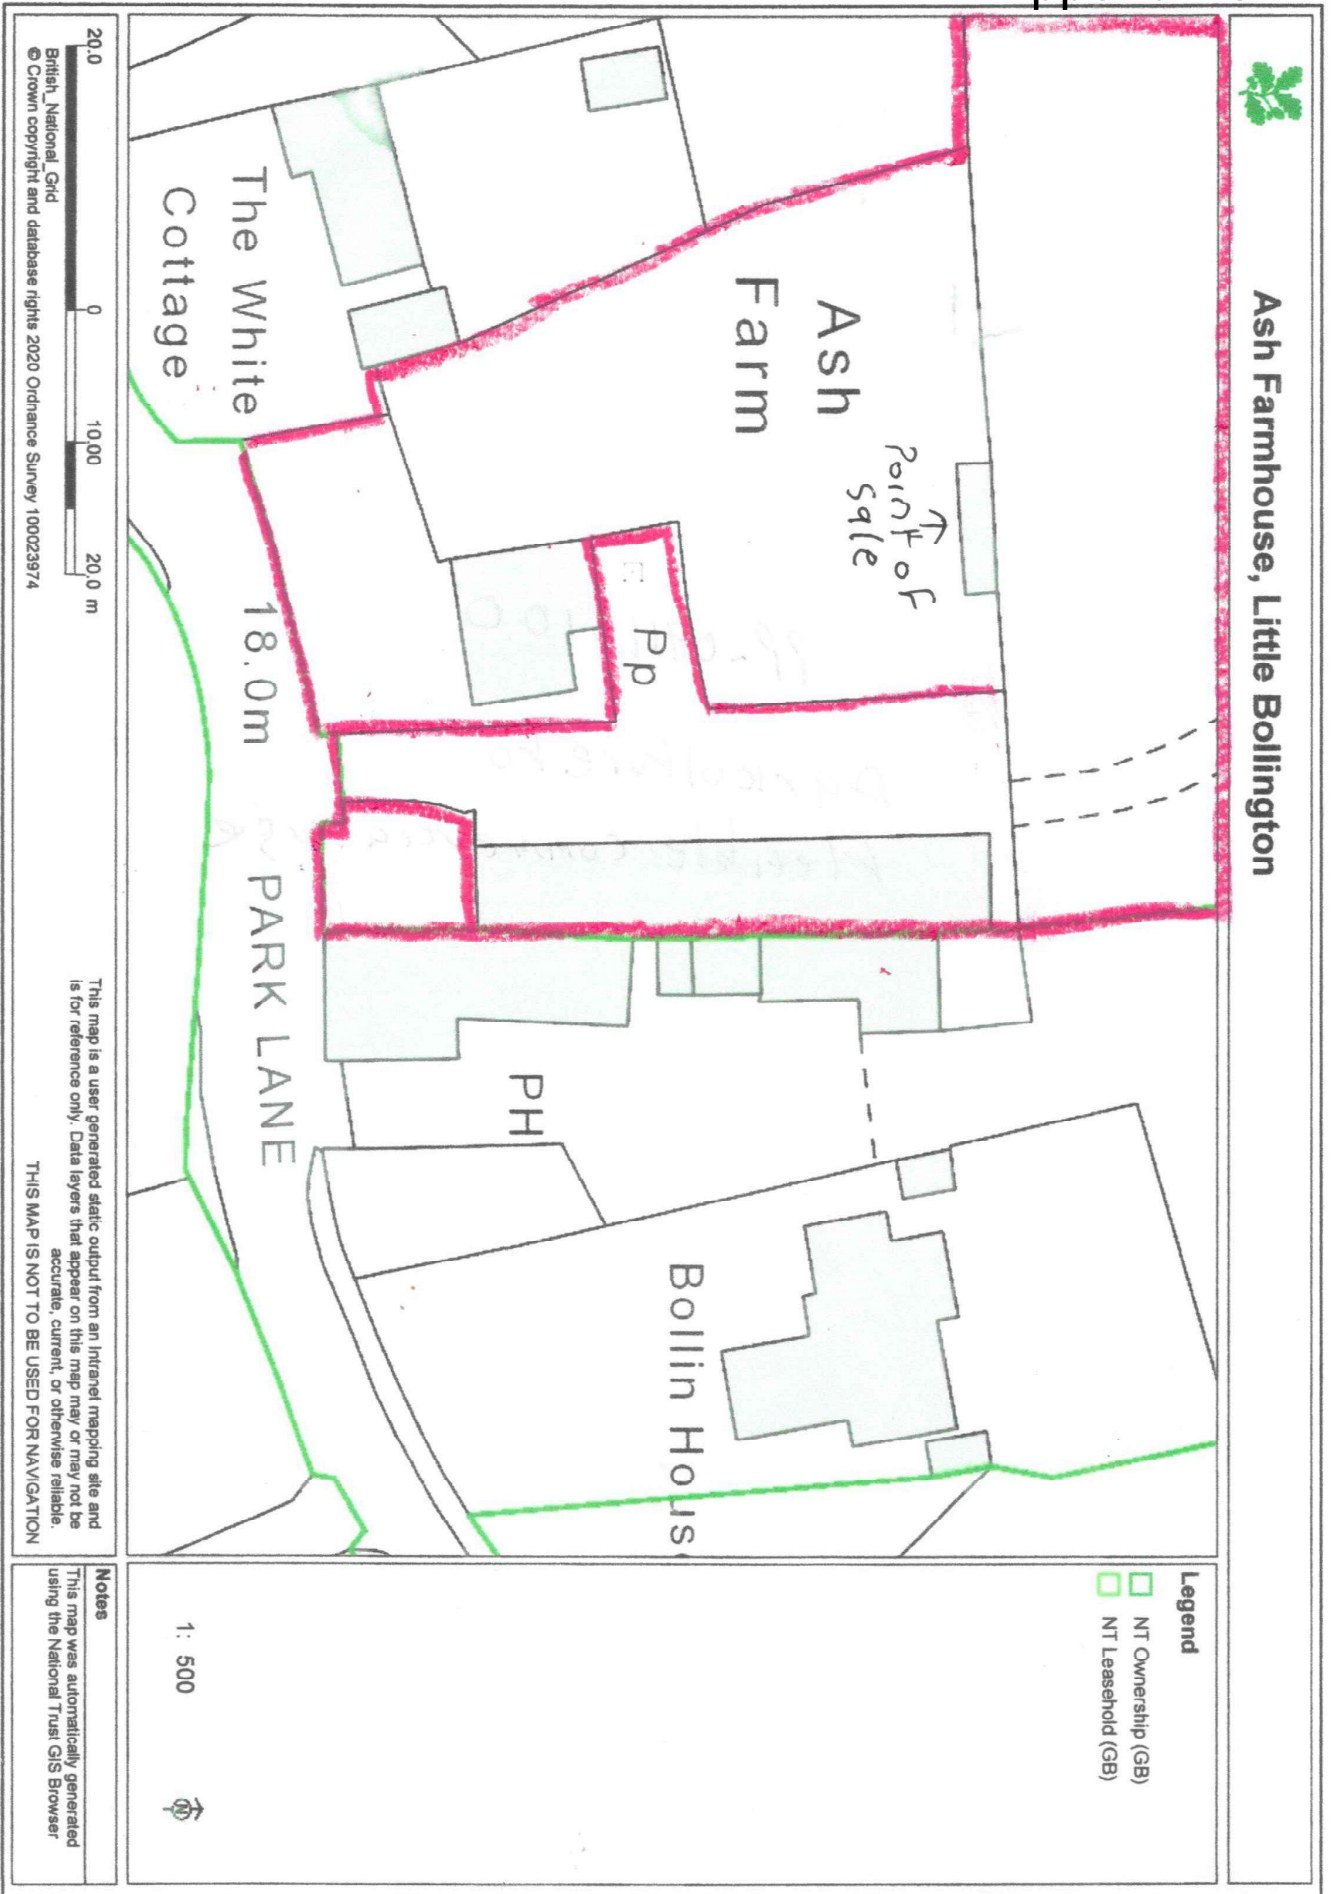 Ash Farmhouse, Little Bollington
Legend
NT Ownership (GB)
NT Leasehold (GB)
Ash
Farm
↑
Point of
Sale
Pp
The White
Cottage
18.0m
PARK LANE
PH
Bollin Hous
1: 500
N
20.0 0 10.00 20.0 m
British_National_Grid
© Crown copyright and database rights 2020 Ordnance Survey 100023974
This map is a user generated static output from an Intranet mapping site and
is for reference only. Data layers that appear on this map may or may not be
accurate, current, or otherwise reliable.
THIS MAP IS NOT TO BE USED FOR NAVIGATION
Notes
This map was automatically generated
using the National Trust GIS Browser